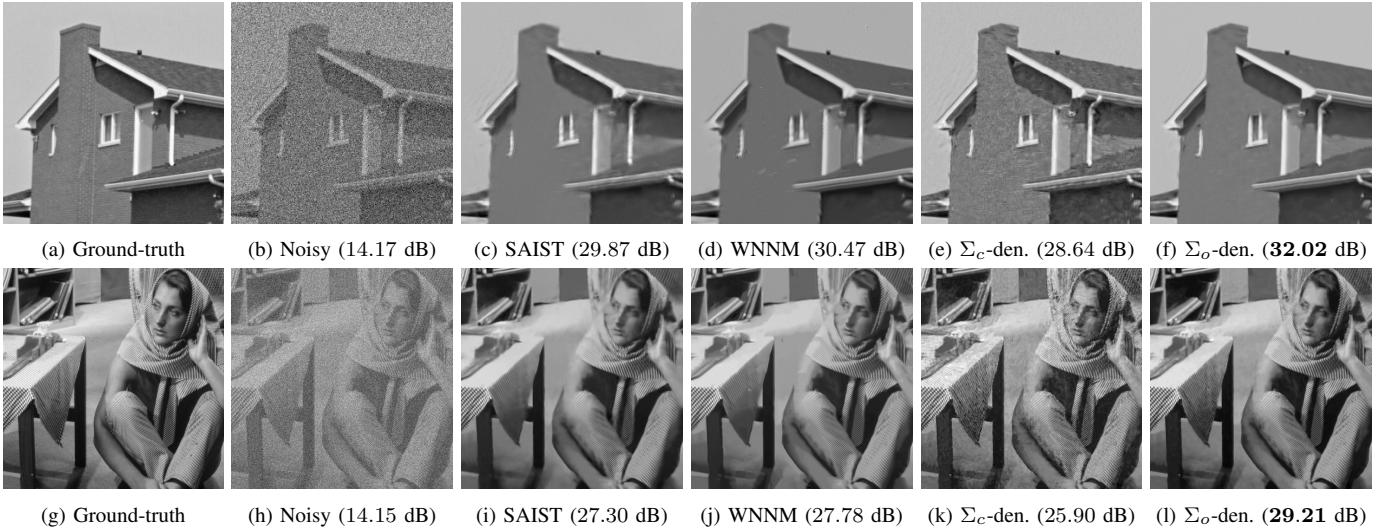 (a) Ground-truth
(b) Noisy (14.17 dB)
(c) SAIST (29.87 dB)
(d) WNNM (30.47 dB)
(e) Σc-den. (28.64 dB)
(f) Σo-den. (32.02 dB)
(g) Ground-truth
(h) Noisy (14.15 dB)
(i) SAIST (27.30 dB)
(j) WNNM (27.78 dB)
(k) Σc-den. (25.90 dB)
(l) Σo-den. (29.21 dB)